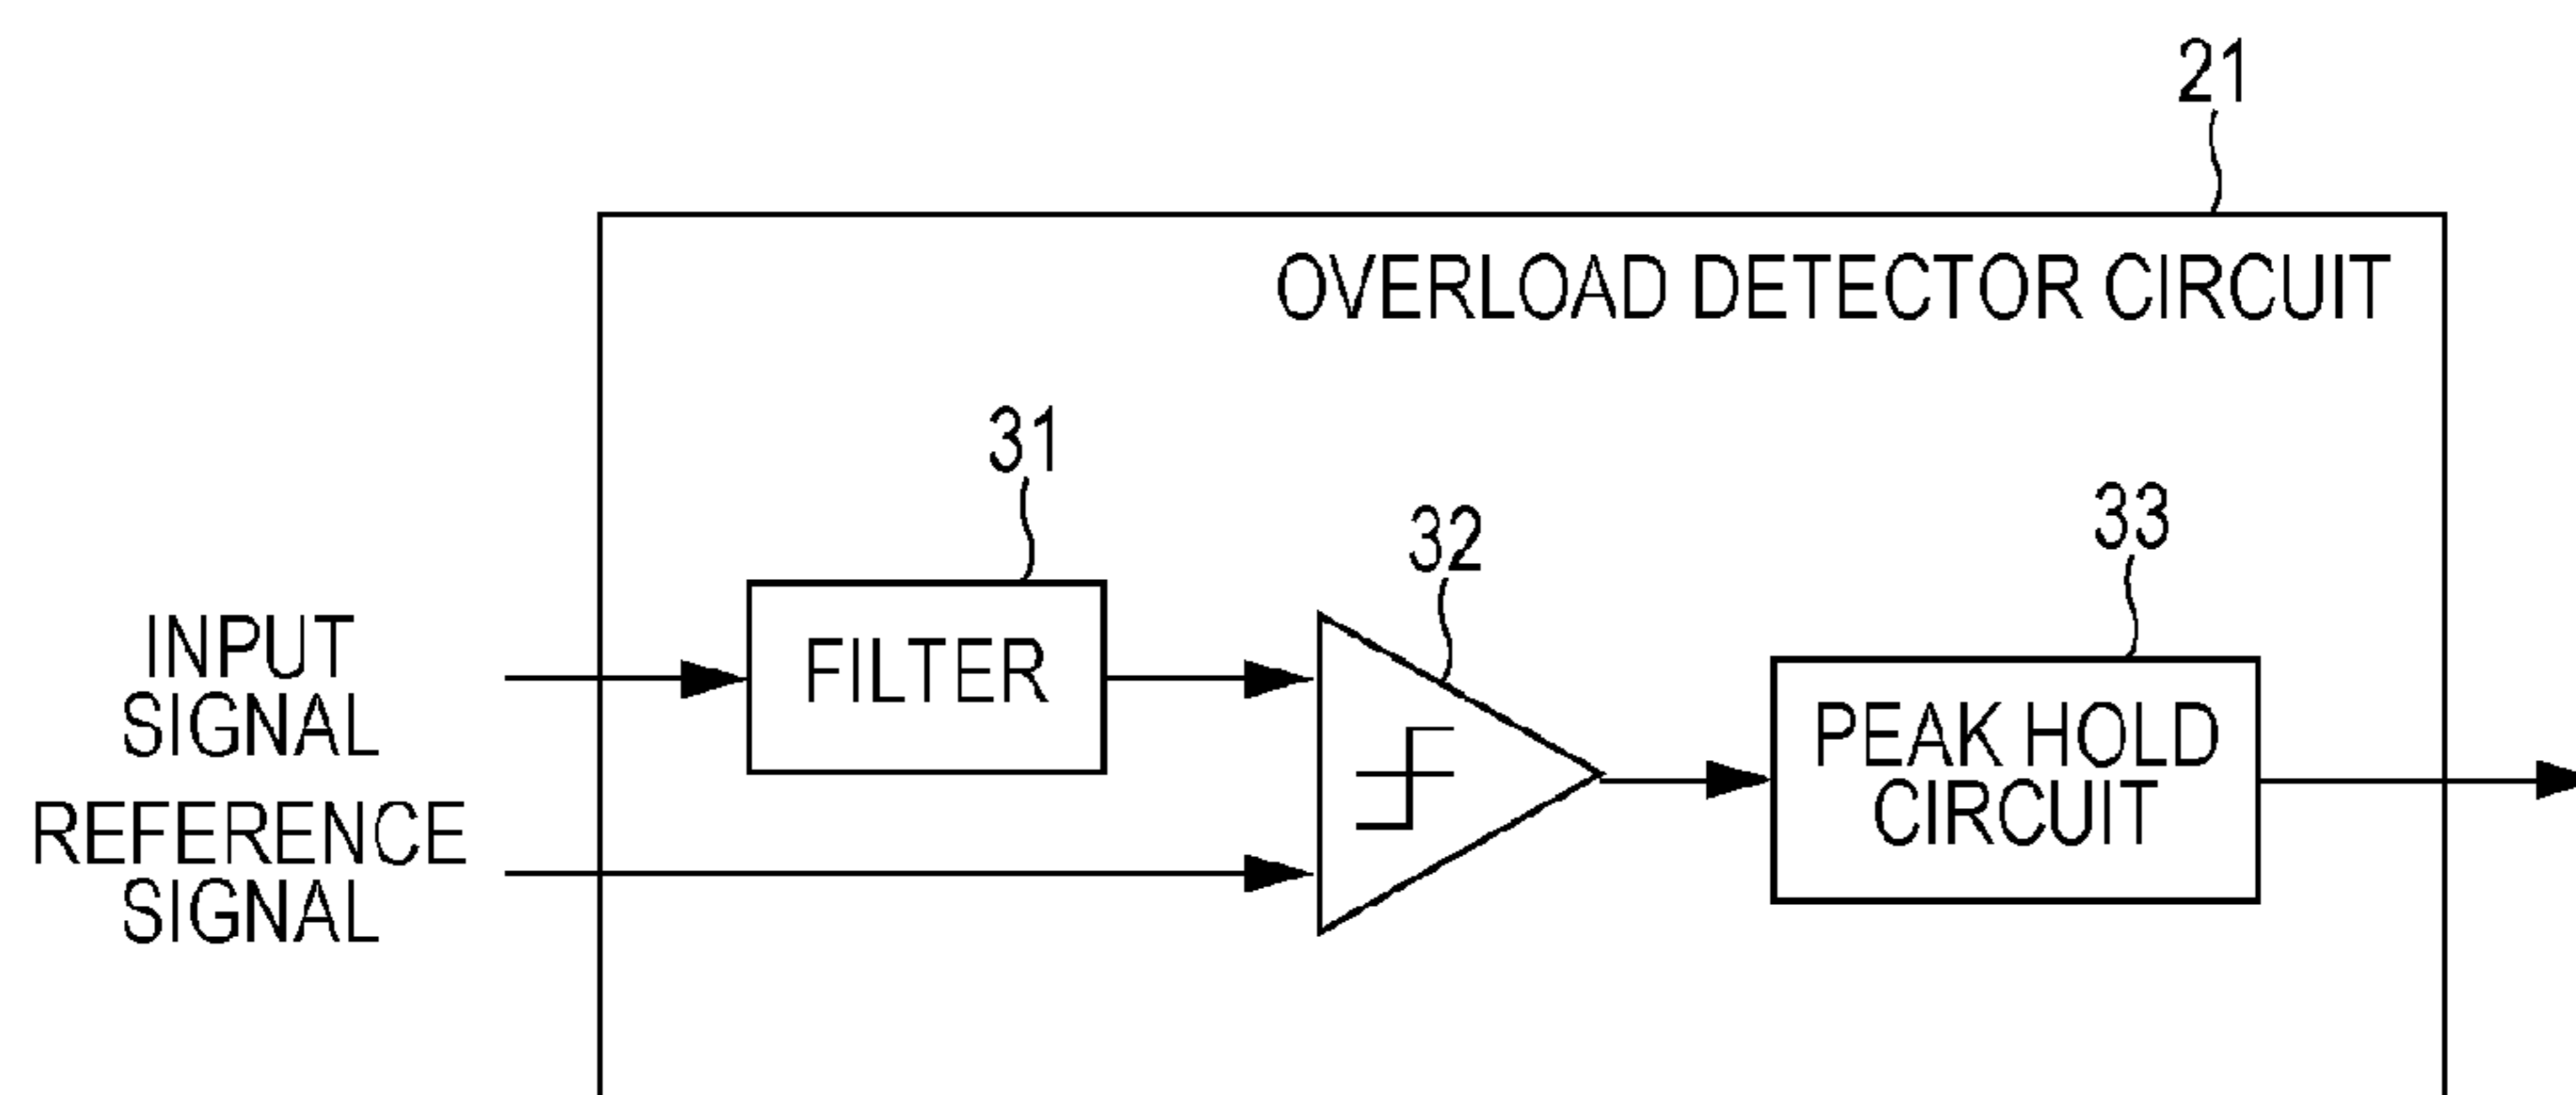 21
OVERLOAD DETECTOR CIRCUIT
31
32
33
INPUT
SIGNAL
FILTER
PEAK HOLD
CIRCUIT
REFERENCE
SIGNAL